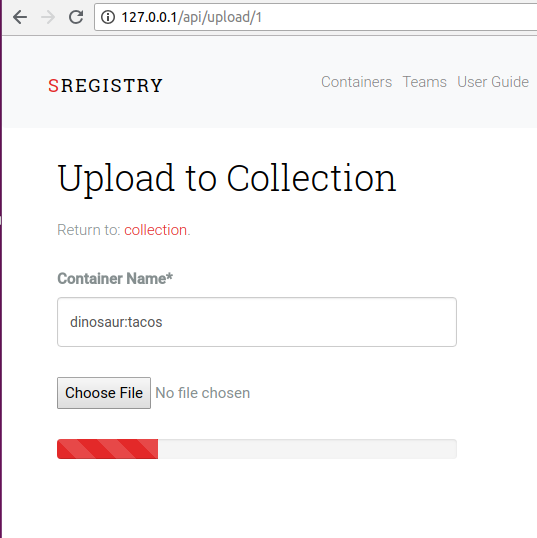 127.0.0.1/api/upload/1
SREGISTRY
Containers Teams User Guide
Upload to Collection
Return to: collection.
Container Name*
dinosaur:tacos
Choose File No file chosen